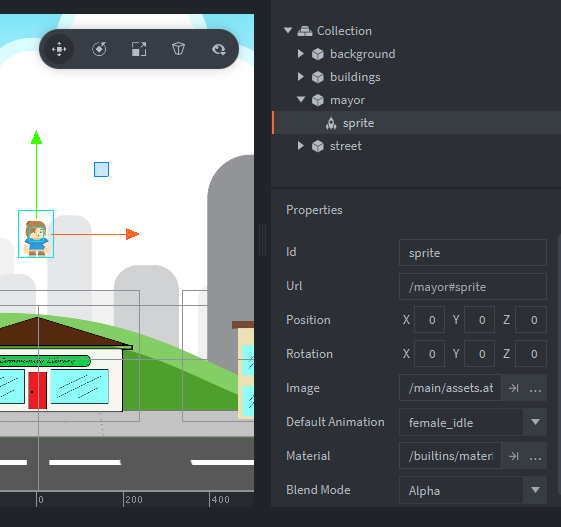 Collection
background
buildings
mayor
sprite
street
Properties
Id sprite
Url /mayor#sprite
Position X 0 Y 0 Z 0
Rotation X 0 Y 0 Z 0
Image /main/assets.at ...
Default Animation female_idle
Material /builtins/mater ...
Blend Mode Alpha
Community Library
0 200 400